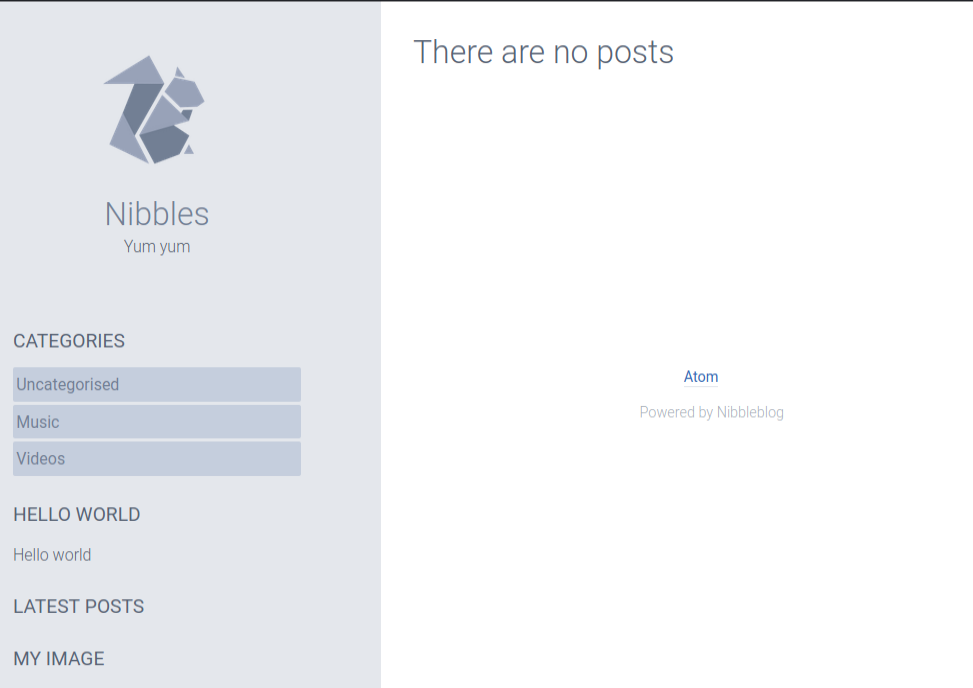 Nibbles
Yum yum
CATEGORIES
Uncategorised
Music
Videos
HELLO WORLD
Hello world
LATEST POSTS
MY IMAGE
There are no posts
Atom
Powered by Nibbleblog